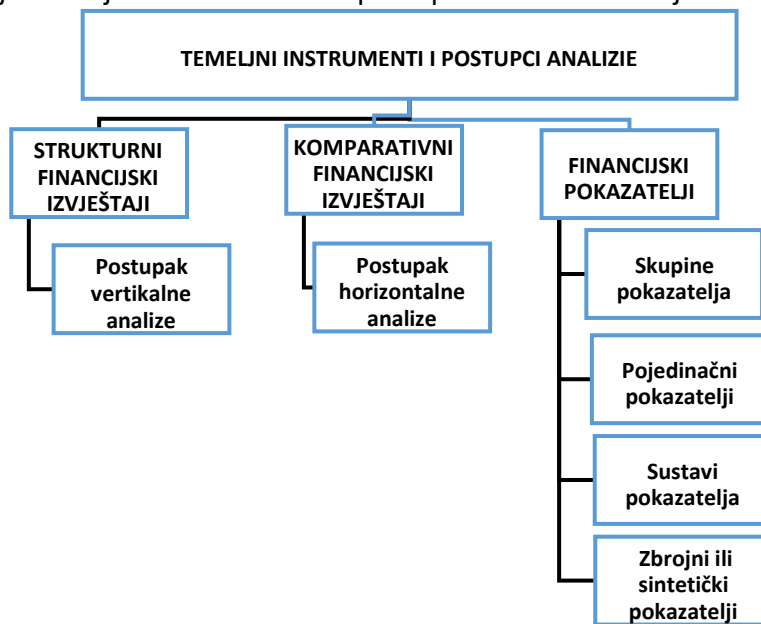 TEMELJNI INSTRUMENTI I POSTUPCI ANALIZIE
STRUKTURNI
FINANCIJSKI
IZVJEŠTAJI
KOMPARATIVNI
FINANCIJSKI
IZVJEŠTAJI
FINANCIJSKI
POKAZATELJI
Postupak
vertikalne
analize
Postupak
horizontalne
analize
Skupine
pokazatelja
Pojedinačni
pokazatelji
Sustavi
pokazatelja
Zbrojni ili
sintetički
pokazatelji